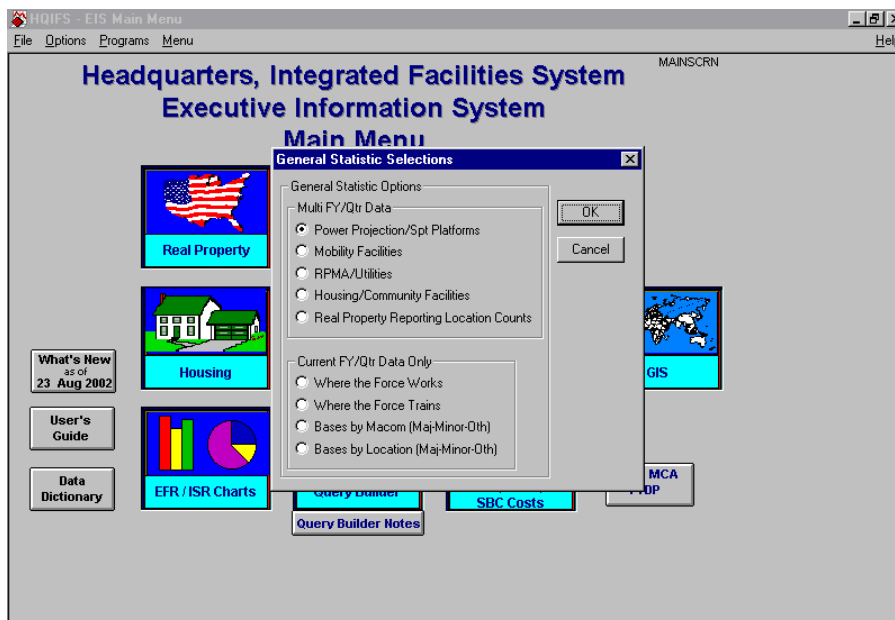 HQIFS - EIS Main Menu
File Options Programs Menu Help
MAINSCRN
Headquarters, Integrated Facilities System
Executive Information System
Main Menu
General Statistic Selections
General Statistic Options
Multi FY/Qtr Data
Power Projection/Spt Platforms
Mobility Facilities
RPMA/Utilities
Housing/Community Facilities
Real Property Reporting Location Counts
Current FY/Qtr Data Only
Where the Force Works
Where the Force Trains
Bases by Macom (Maj-Minor-Oth)
Bases by Location (Maj-Minor-Oth)
OK
Cancel
Real Property
Housing
GIS
What's New
as of
23 Aug 2002
User's
Guide
Data
Dictionary
EFR / ISR Charts
Query Builder
Query Builder Notes
SBC Costs
MCA